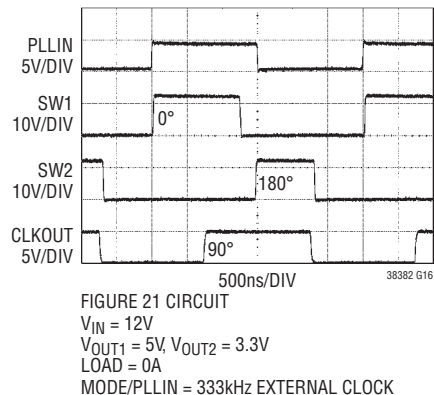 PLLIN
5V/DIV
SW1
10V/DIV
0°
SW2
10V/DIV
180°
CLKOUT
5V/DIV
90°
500ns/DIV
38382 G16
FIGURE 21 CIRCUIT
VIN = 12V
VOUT1 = 5V, VOUT2 = 3.3V
LOAD = 0A
MODE/PLLIN = 333kHz EXTERNAL CLOCK